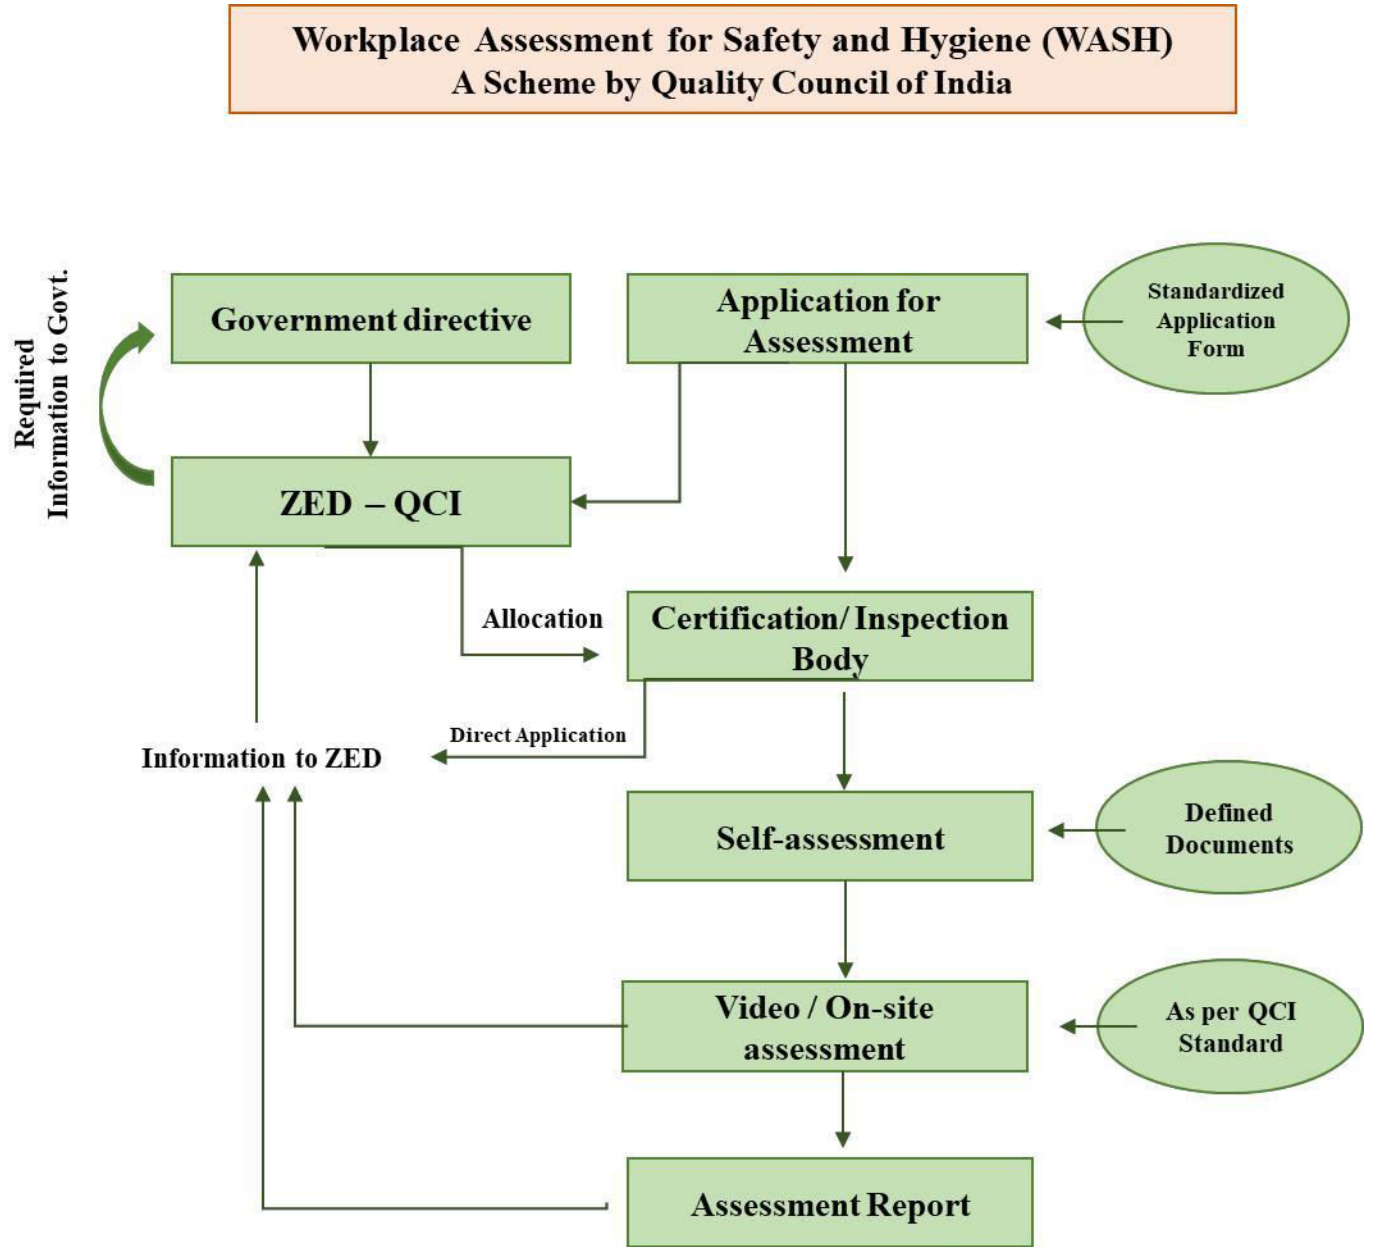 Workplace Assessment for Safety and Hygiene (WASH)
A Scheme by Quality Council of India
Required
Information to Govt.
Government directive
Application for
Assessment
Standardized
Application
Form
ZED – QCI
Allocation
Certification/ Inspection
Body
Direct Application
Information to ZED
Self-assessment
Defined
Documents
Video / On-site
assessment
As per QCI
Standard
Assessment Report